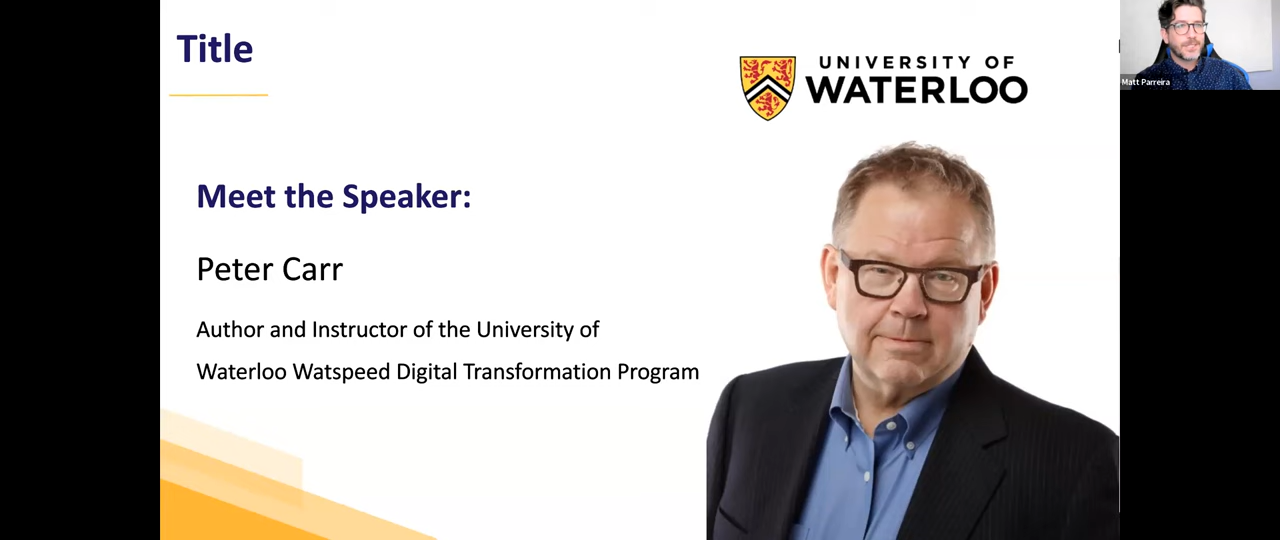 Title
UNIVERSITY OF
WATERLOO
Matt Parreira
Meet the Speaker:
Peter Carr
Author and Instructor of the University of
Waterloo Watspeed Digital Transformation Program